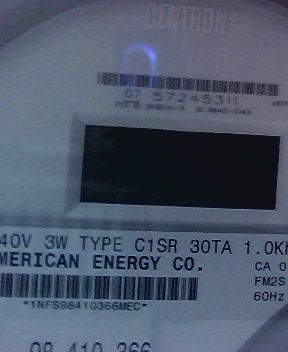 CENTRON®
07 57245311
40V 3W TYPE C1SR 30TA 1.0K
MERICAN ENERGY CO.
CA 0
FM2S
60Hz
*1NFS98410366MEC*
98 410 366